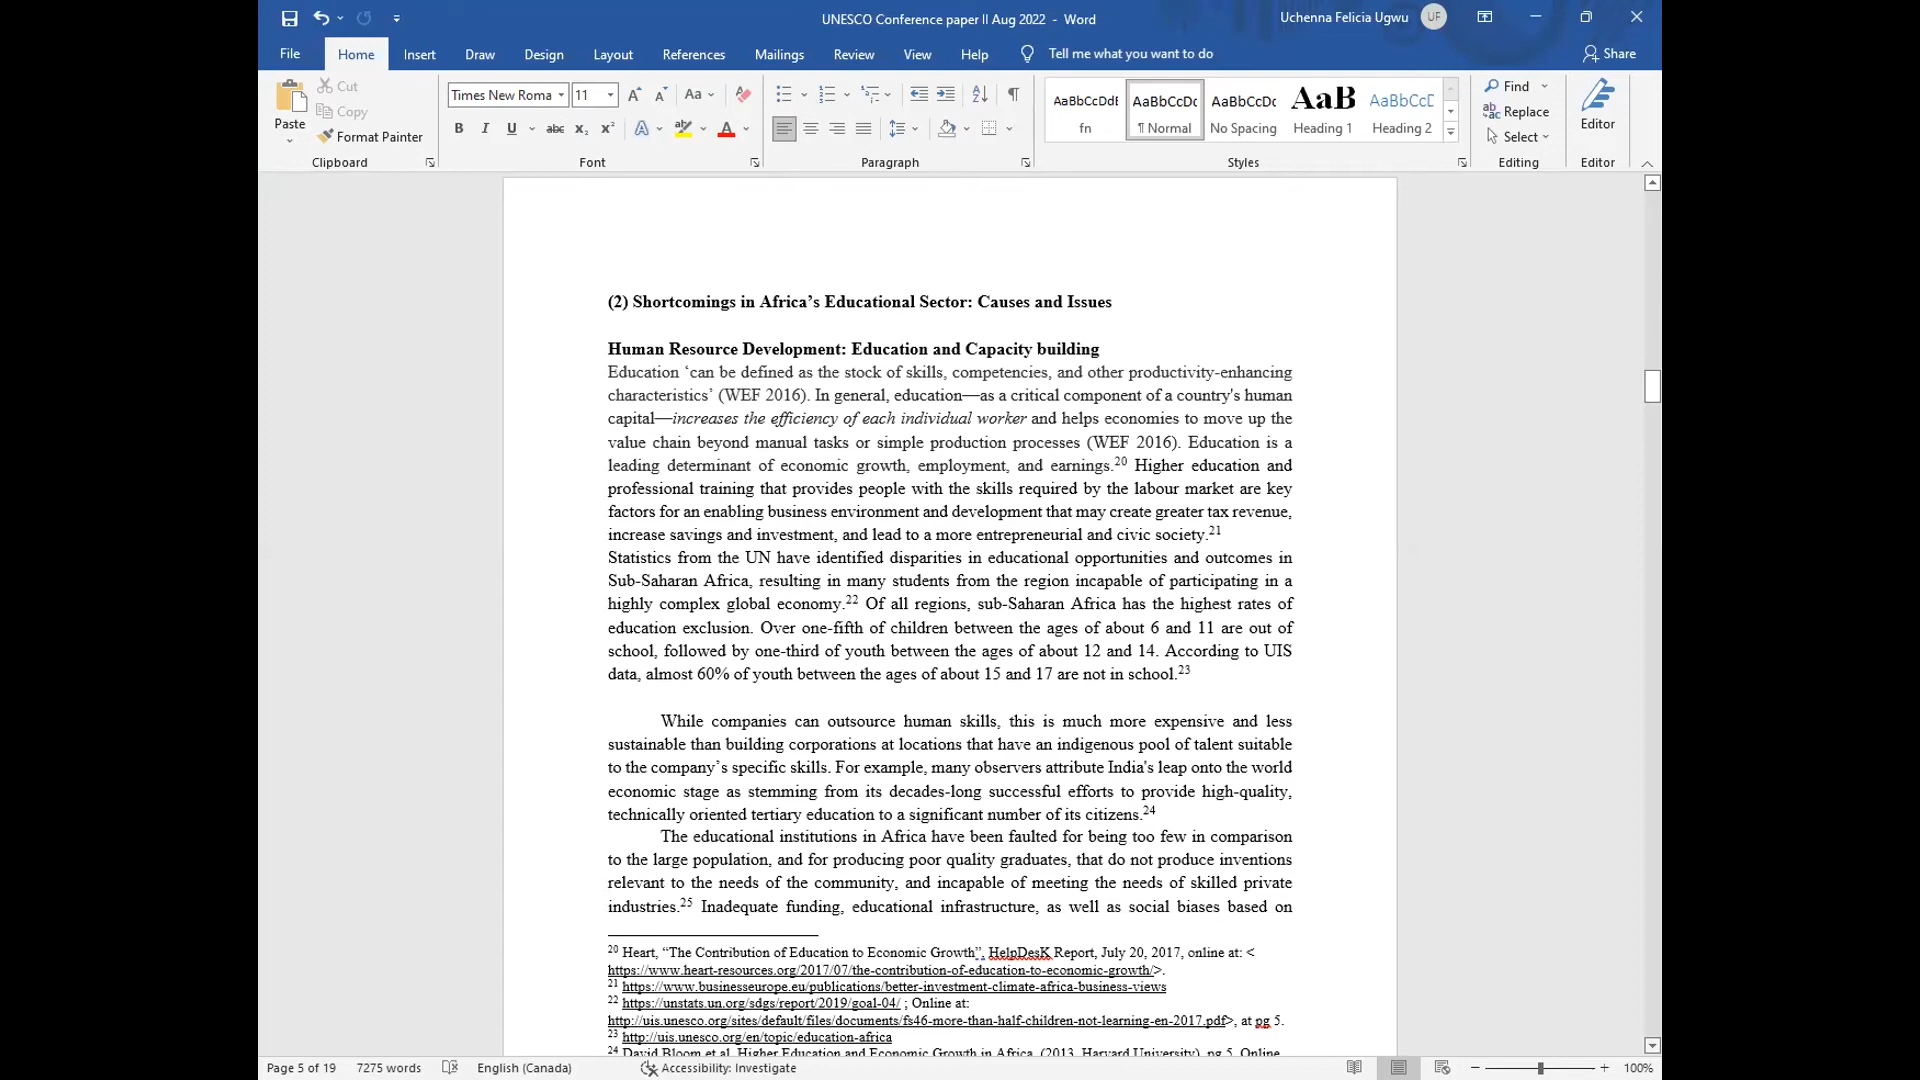 UNESCO Conference paper II Aug 2022 - Word
Uchenna Felicia Ugwu UF
File Home Insert Draw Design Layout References Mailings Review View Help Tell me what you want to do Share
Paste
Cut
Copy
Format Painter
Clipboard
Times New Roma 11
Font
Paragraph
AaBbCcDdE AaBbCcDc AaBbCcDc AaB AaBbCcD
fn ¶ Normal No Spacing Heading 1 Heading 2
Styles
Find
Replace
Select
Editing
Editor
Editor
(2) Shortcomings in Africa’s Educational Sector: Causes and Issues
Human Resource Development: Education and Capacity building
Education ‘can be defined as the stock of skills, competencies, and other productivity-enhancing
characteristics’ (WEF 2016). In general, education—as a critical component of a country's human
capital—increases the efficiency of each individual worker and helps economies to move up the
value chain beyond manual tasks or simple production processes (WEF 2016). Education is a
leading determinant of economic growth, employment, and earnings.20 Higher education and
professional training that provides people with the skills required by the labour market are key
factors for an enabling business environment and development that may create greater tax revenue,
increase savings and investment, and lead to a more entrepreneurial and civic society.21
Statistics from the UN have identified disparities in educational opportunities and outcomes in
Sub-Saharan Africa, resulting in many students from the region incapable of participating in a
highly complex global economy.22 Of all regions, sub-Saharan Africa has the highest rates of
education exclusion. Over one-fifth of children between the ages of about 6 and 11 are out of
school, followed by one-third of youth between the ages of about 12 and 14. According to UIS
data, almost 60% of youth between the ages of about 15 and 17 are not in school.23
While companies can outsource human skills, this is much more expensive and less
sustainable than building corporations at locations that have an indigenous pool of talent suitable
to the company’s specific skills. For example, many observers attribute India's leap onto the world
economic stage as stemming from its decades-long successful efforts to provide high-quality,
technically oriented tertiary education to a significant number of its citizens.24
The educational institutions in Africa have been faulted for being too few in comparison
to the large population, and for producing poor quality graduates, that do not produce inventions
relevant to the needs of the community, and incapable of meeting the needs of skilled private
industries.25 Inadequate funding, educational infrastructure, as well as social biases based on
20 Heart, “The Contribution of Education to Economic Growth”, HelpDesK Report, July 20, 2017, online at: <
https://www.heart-resources.org/2017/07/the-contribution-of-education-to-economic-growth/>.
21 https://www.businesseurope.eu/publications/better-investment-climate-africa-business-views
22 https://unstats.un.org/sdgs/report/2019/goal-04/ ; Online at:
http://uis.unesco.org/sites/default/files/documents/fs46-more-than-half-children-not-learning-en-2017.pdf>, at pg 5.
23 http://uis.unesco.org/en/topic/education-africa
24 David Bloom et al, Higher Education and Economic Growth in Africa, (2013, Harvard University), pg 5, Online
Page 5 of 19 7275 words English (Canada) Accessibility: Investigate 100%